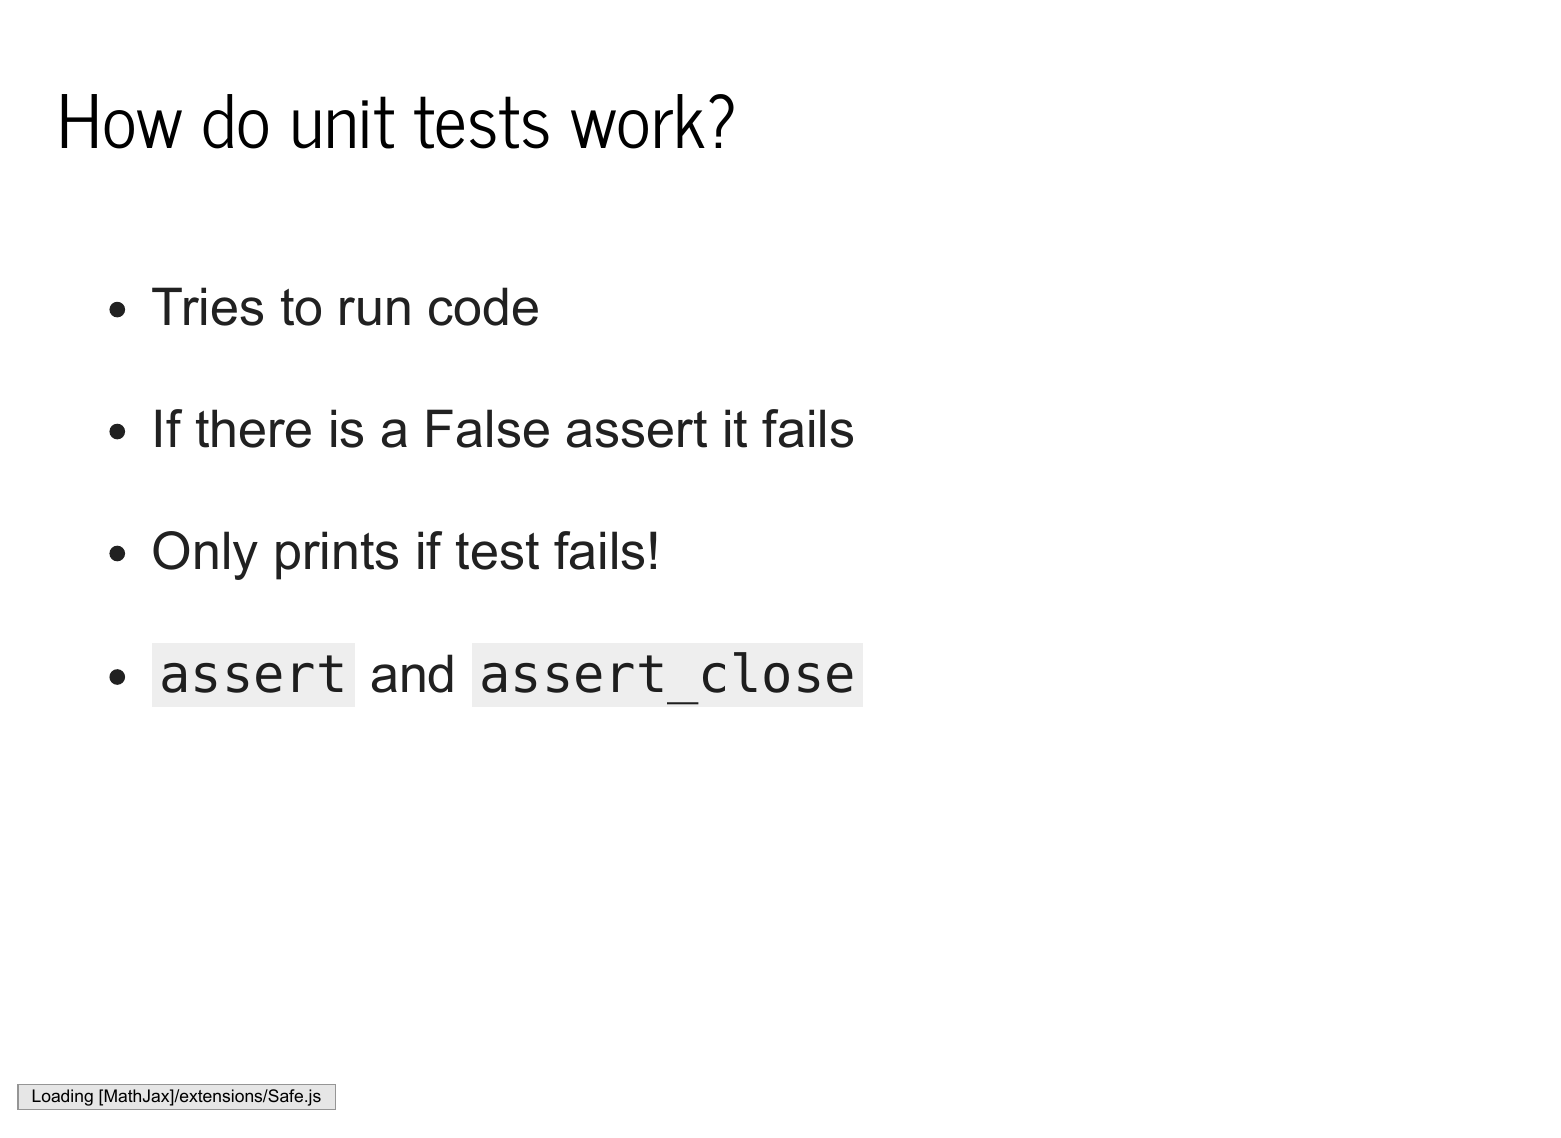 How do unit tests work?
Tries to run code
If there is a False assert it fails
Only prints if test fails!
assert and assert_close
Loading [MathJax]/extensions/Safe.js